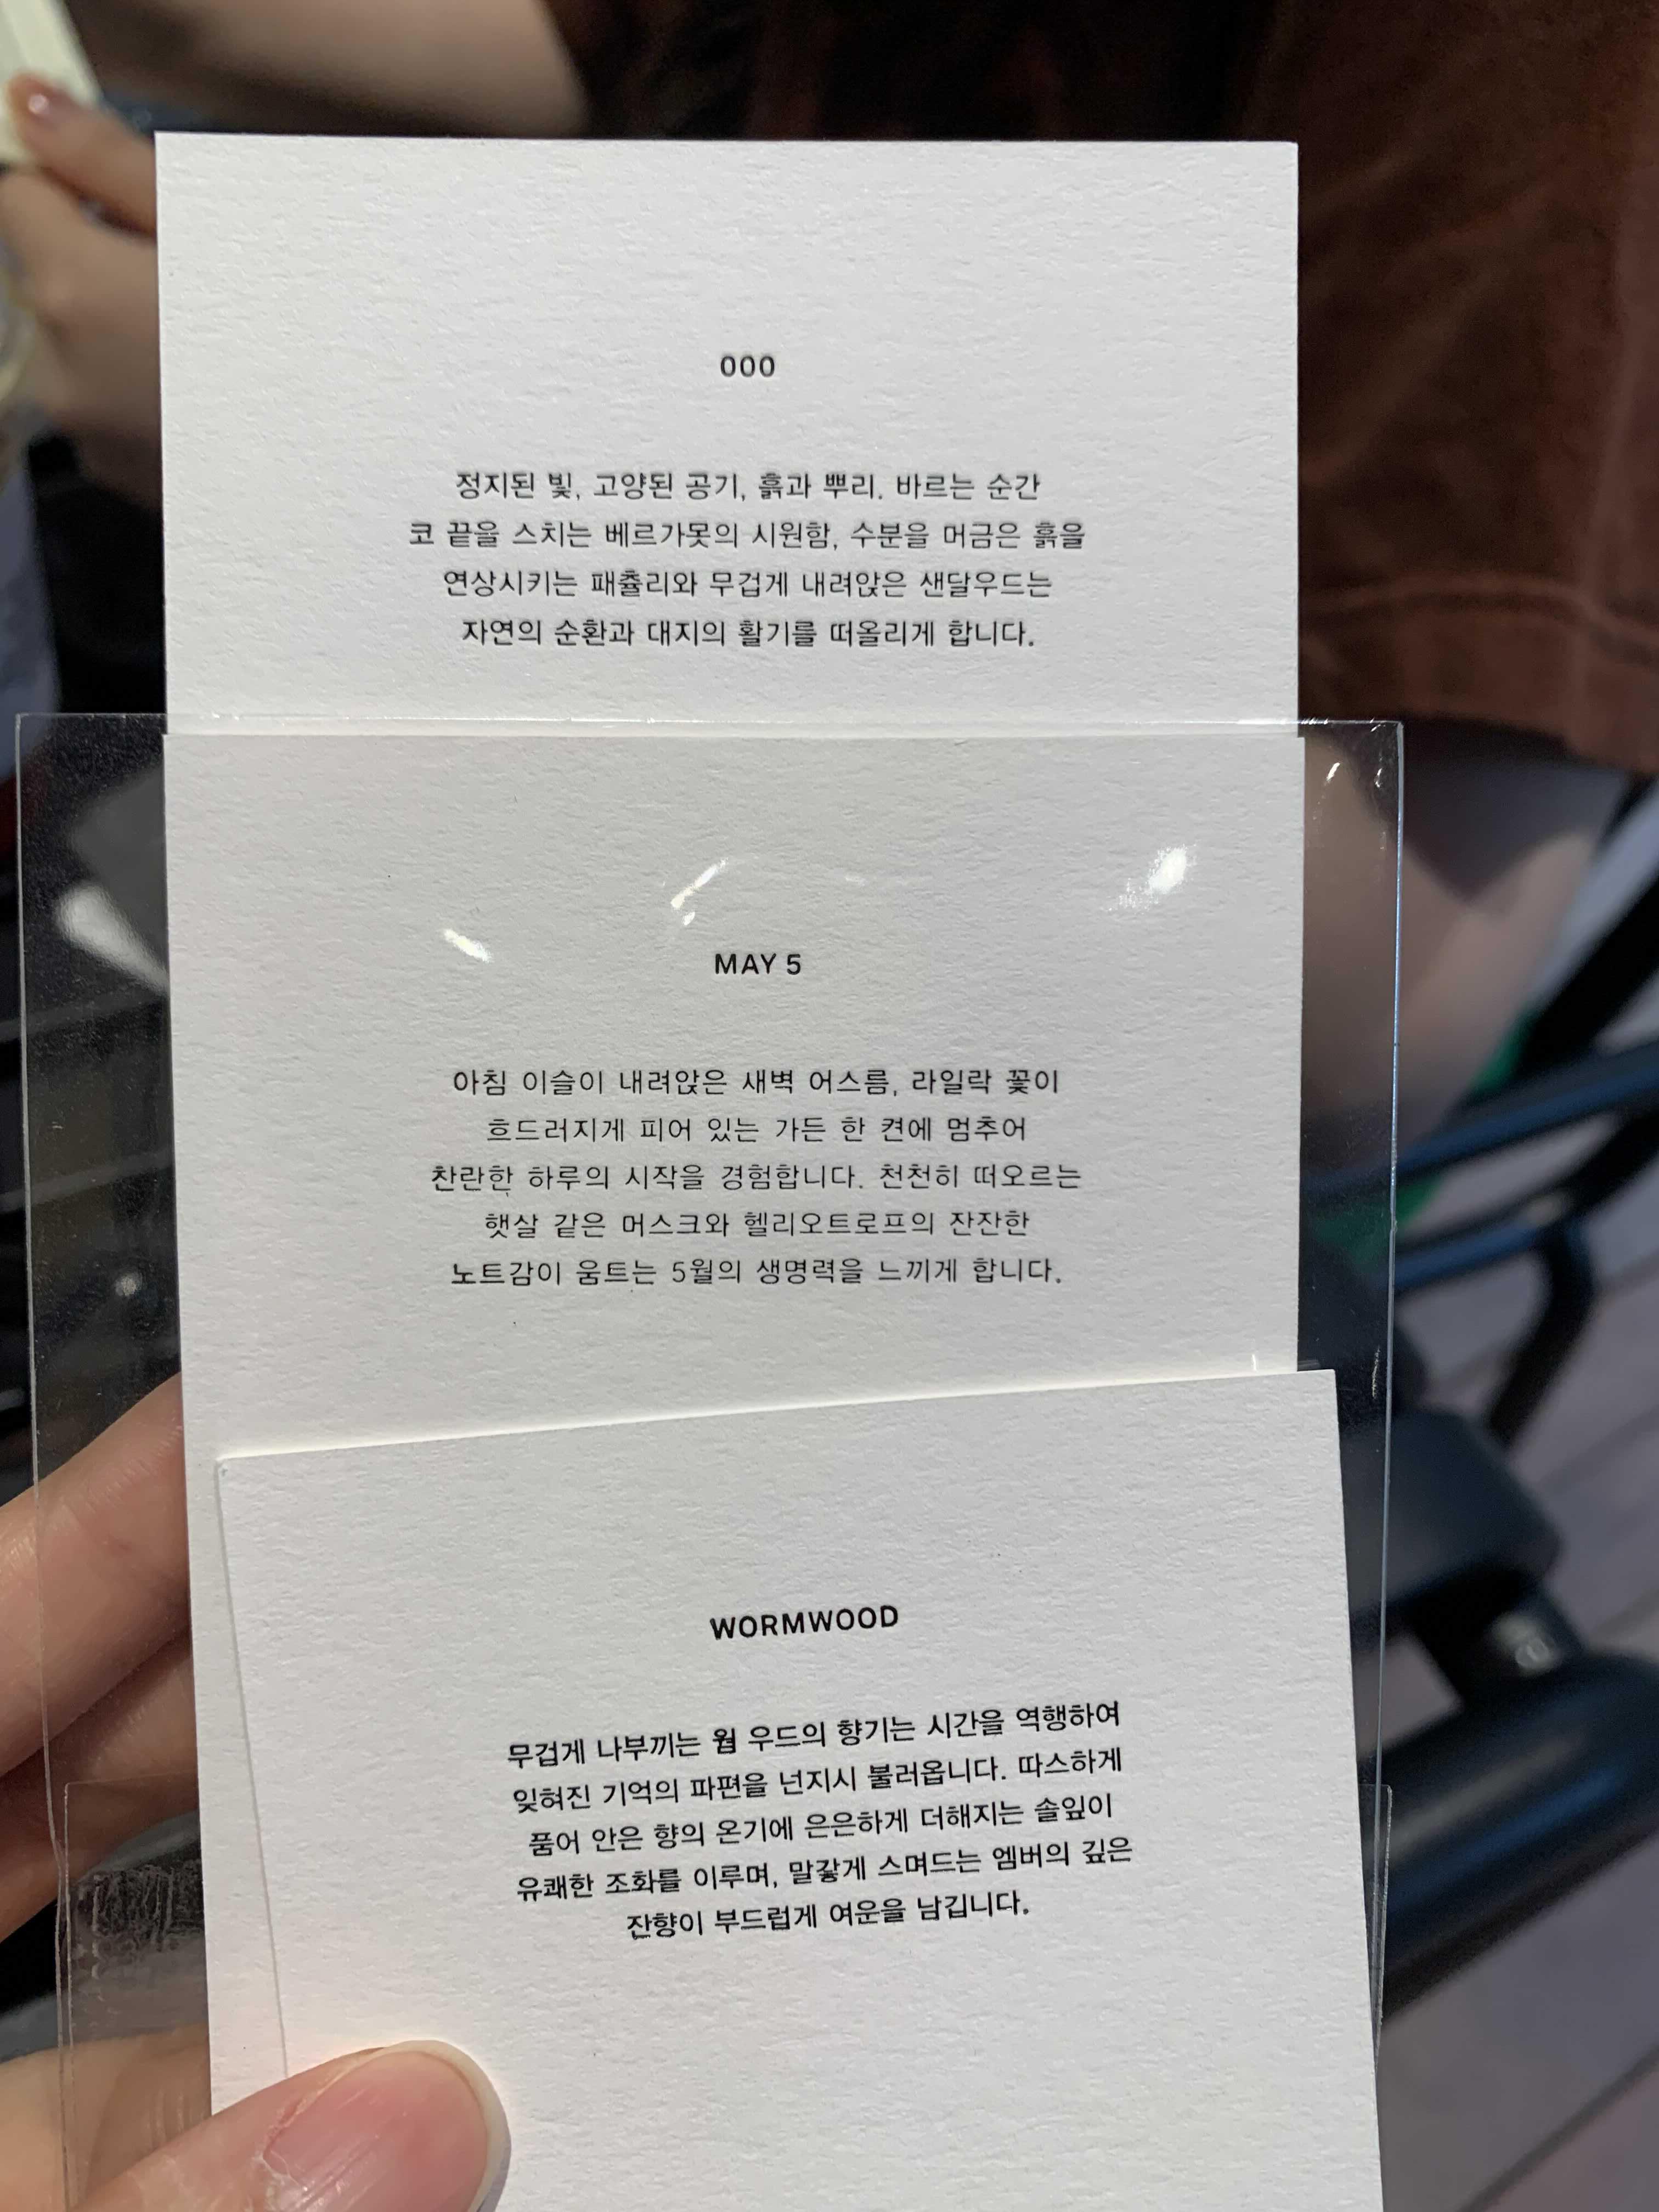 000
정지된 빛, 고양된 공기, 흙과 뿌리. 바르는 순간
코 끝을 스치는 베르가못의 시원함, 수분을 머금은 흙을
연상시키는 패츌리와 무겁게 내려앉은 샌달우드는
자연의 순환과 대지의 활기를 떠올리게 합니다.
MAY 5
아침 이슬이 내려앉은 새벽 어스름, 라일락 꽃이
흐드러지게 피어 있는 가든 한 켠에 멈추어
찬란한 하루의 시작을 경험합니다. 천천히 떠오르는
햇살 같은 머스크와 헬리오트로프의 잔잔한
노트감이 움트는 5월의 생명력을 느끼게 합니다.
WORMWOOD
무겁게 나부끼는 웜 우드의 향기는 시간을 역행하여
잊혀진 기억의 파편을 넌지시 불러옵니다. 따스하게
품어 안은 향의 온기에 은은하게 더해지는 솔잎이
유쾌한 조화를 이루며, 말갛게 스며드는 엠버의 깊은
잔향이 부드럽게 여운을 남깁니다.